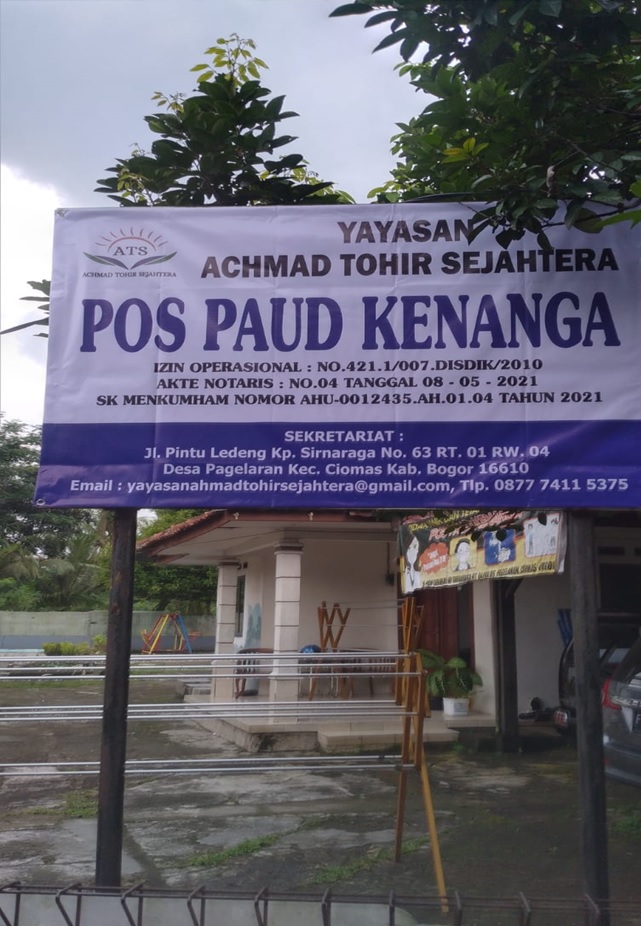 ATS
ACHMAD TOHIR SEJAHTERA
YAYASAN
ACHMAD TOHIR SEJAHTERA
POS PAUD KENANGA
IZIN OPERASIONAL : NO.421.1/007.DISDIK/2010
AKTE NOTARIS : NO.04 TANGGAL 08 - 05 - 2021
SK MENKUMHAM NOMOR AHU-0012435.AH.01.04 TAHUN 2021
SEKRETARIAT :
Jl. Pintu Ledeng Kp. Sirnaraga No. 63 RT. 01 RW. 04
Desa Pagelaran Kec. Ciomas Kab. Bogor 16610
Email : yayasanahmadtohirsejahtera@gmail.com, Tlp. 0877 7411 5375